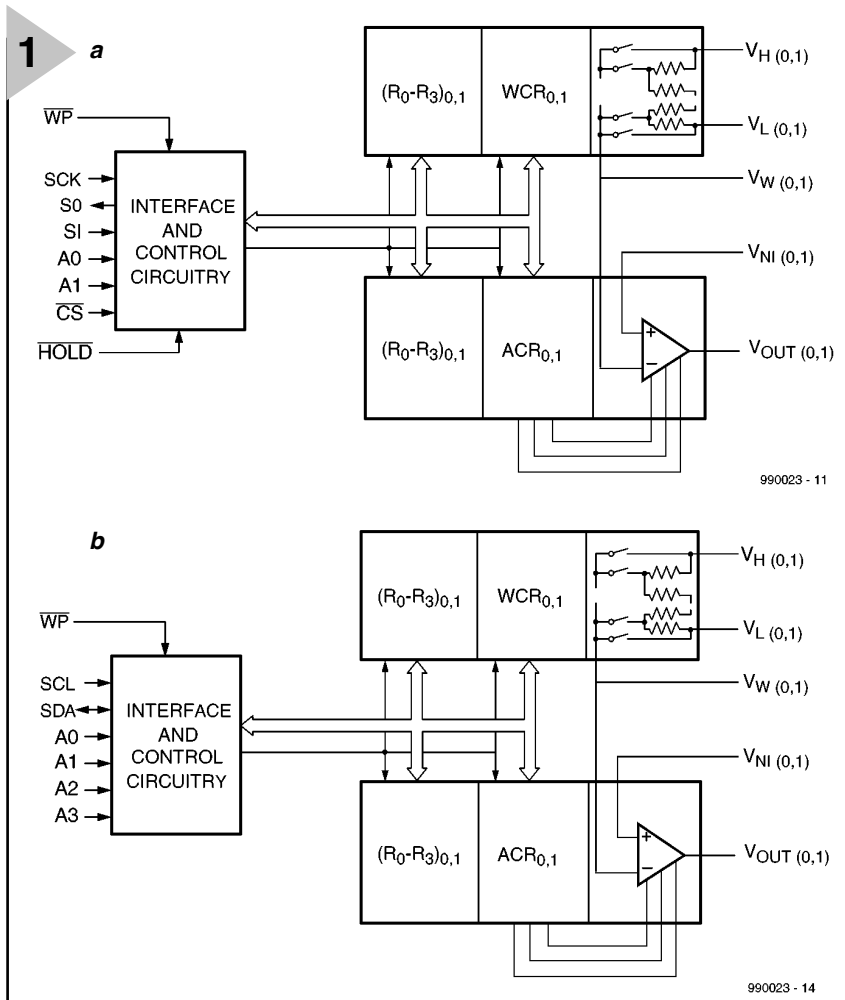 1 a
WP
SCK
S0
SI
A0
A1
CS
HOLD
INTERFACE
AND
CONTROL
CIRCUITRY
(R0-R3)0,1
WCR0,1
VH (0,1)
VL (0,1)
VW (0,1)
VNI (0,1)
(R0-R3)0,1
ACR0,1
+
−
VOUT (0,1)
990023 - 11
b
WP
SCL
SDA
A0
A1
A2
A3
INTERFACE
AND
CONTROL
CIRCUITRY
(R0-R3)0,1
WCR0,1
VH (0,1)
VL (0,1)
VW (0,1)
VNI (0,1)
(R0-R3)0,1
ACR0,1
+
−
VOUT (0,1)
990023 - 14